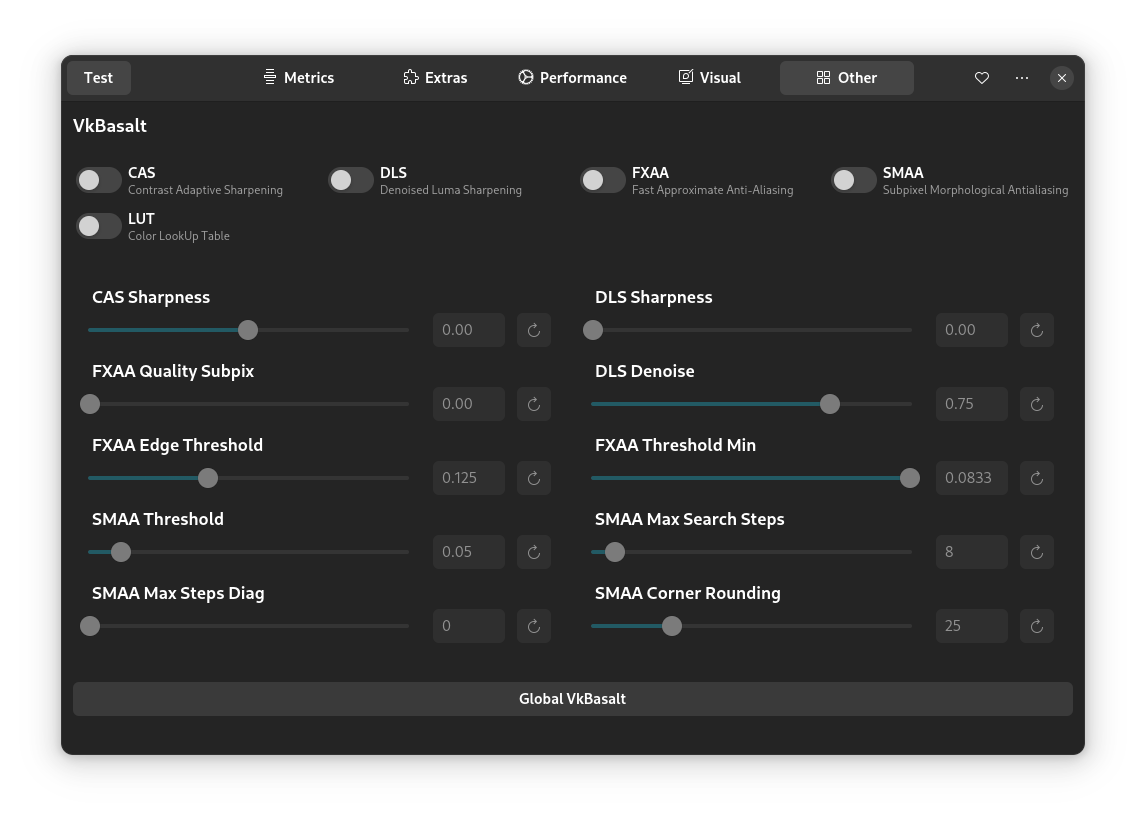 Test Metrics Extras Performance Visual Other
VkBasalt
CAS DLS FXAA SMAA
Contrast Adaptive Sharpening Denoised Luma Sharpening Fast Approximate Anti-Aliasing Subpixel Morphological Antialiasing
LUT
Color LookUp Table
CAS Sharpness DLS Sharpness
0.00 0.00
FXAA Quality Subpix DLS Denoise
0.00 0.75
FXAA Edge Threshold FXAA Threshold Min
0.125 0.0833
SMAA Threshold SMAA Max Search Steps
0.05 8
SMAA Max Steps Diag SMAA Corner Rounding
0 25
Global VkBasalt